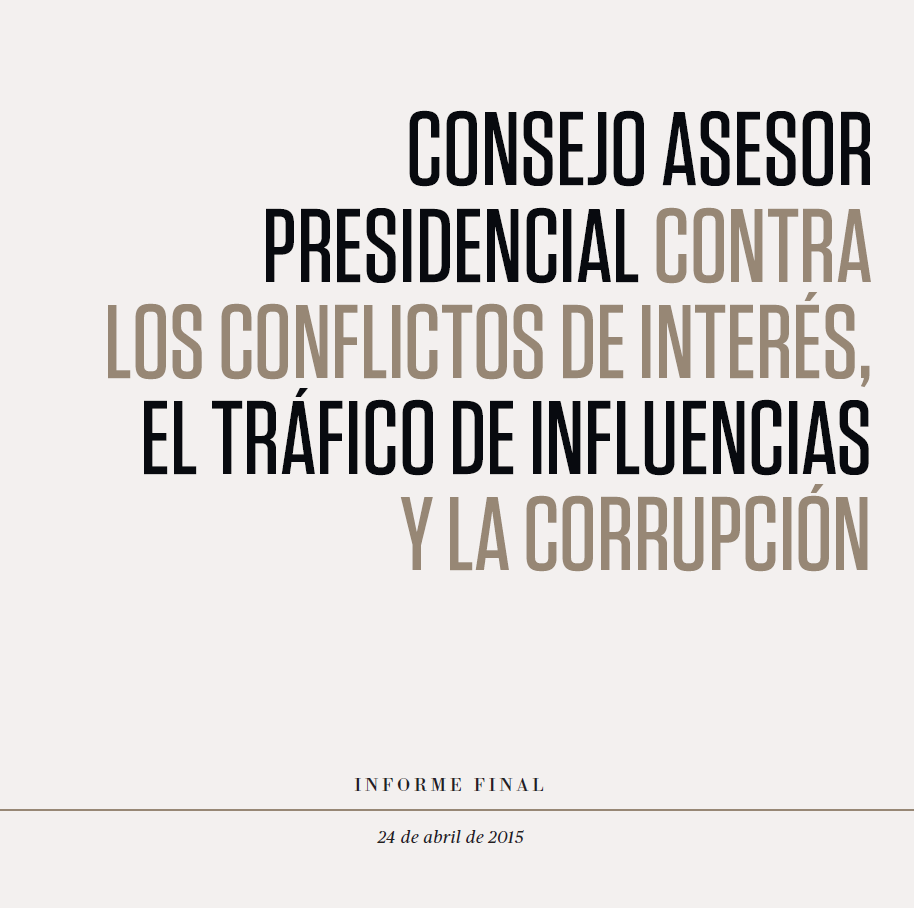 CONSEJO ASESOR
PRESIDENCIAL CONTRA
LOS CONFLICTOS DE INTERÉS,
EL TRÁFICO DE INFLUENCIAS
Y LA CORRUPCIÓN
INFORME FINAL
24 de abril de 2015